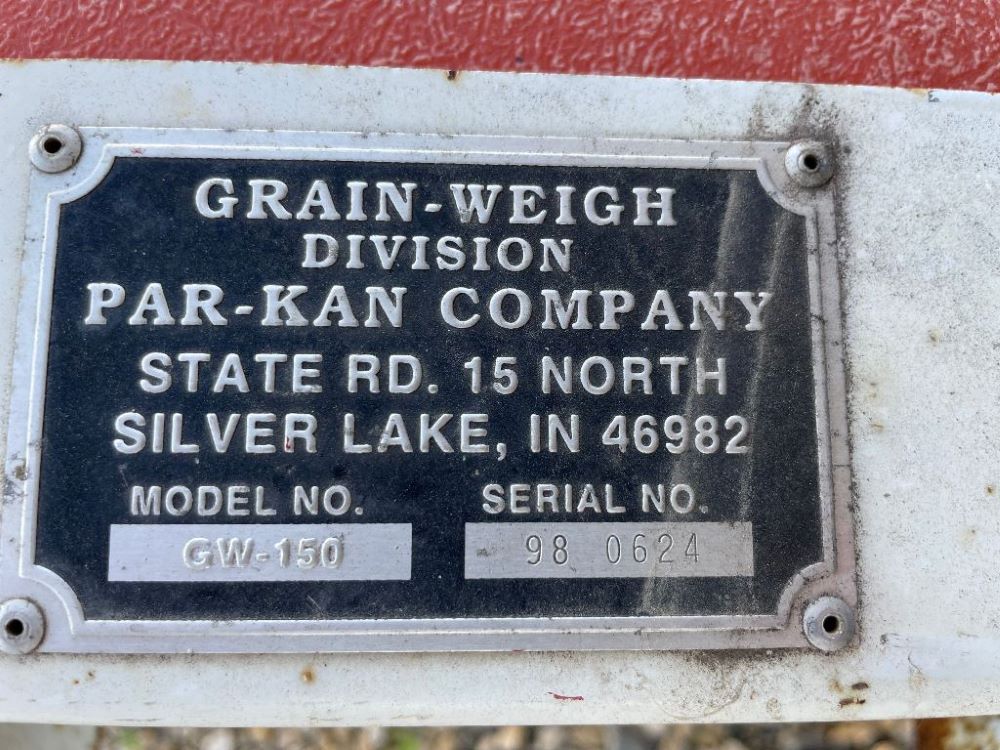 GRAIN-WEIGH
DIVISION
PAR-KAN COMPANY
STATE RD. 15 NORTH
SILVER LAKE, IN 46982
MODEL NO. SERIAL NO.
GW-150 98 0624